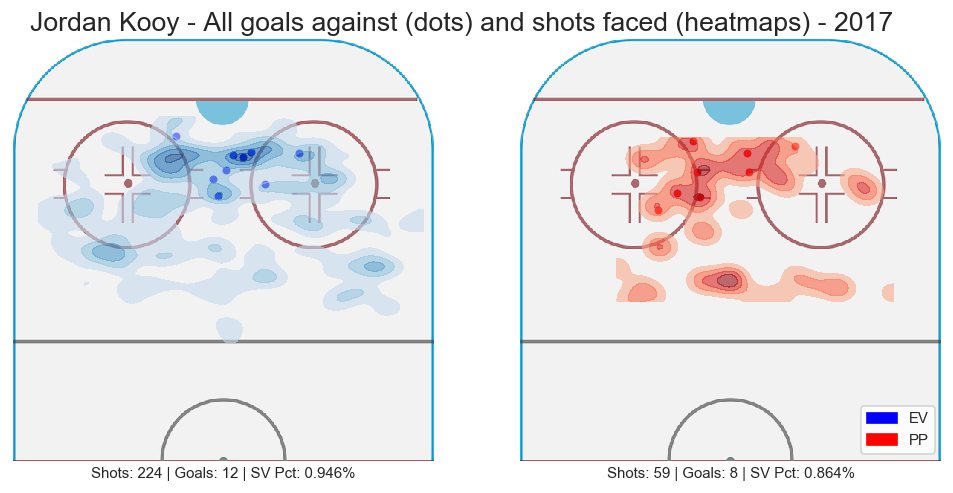 Jordan Kooy - All goals against (dots) and shots faced (heatmaps) - 2017
EV
PP
Shots: 224 | Goals: 12 | SV Pct: 0.946%
Shots: 59 | Goals: 8 | SV Pct: 0.864%